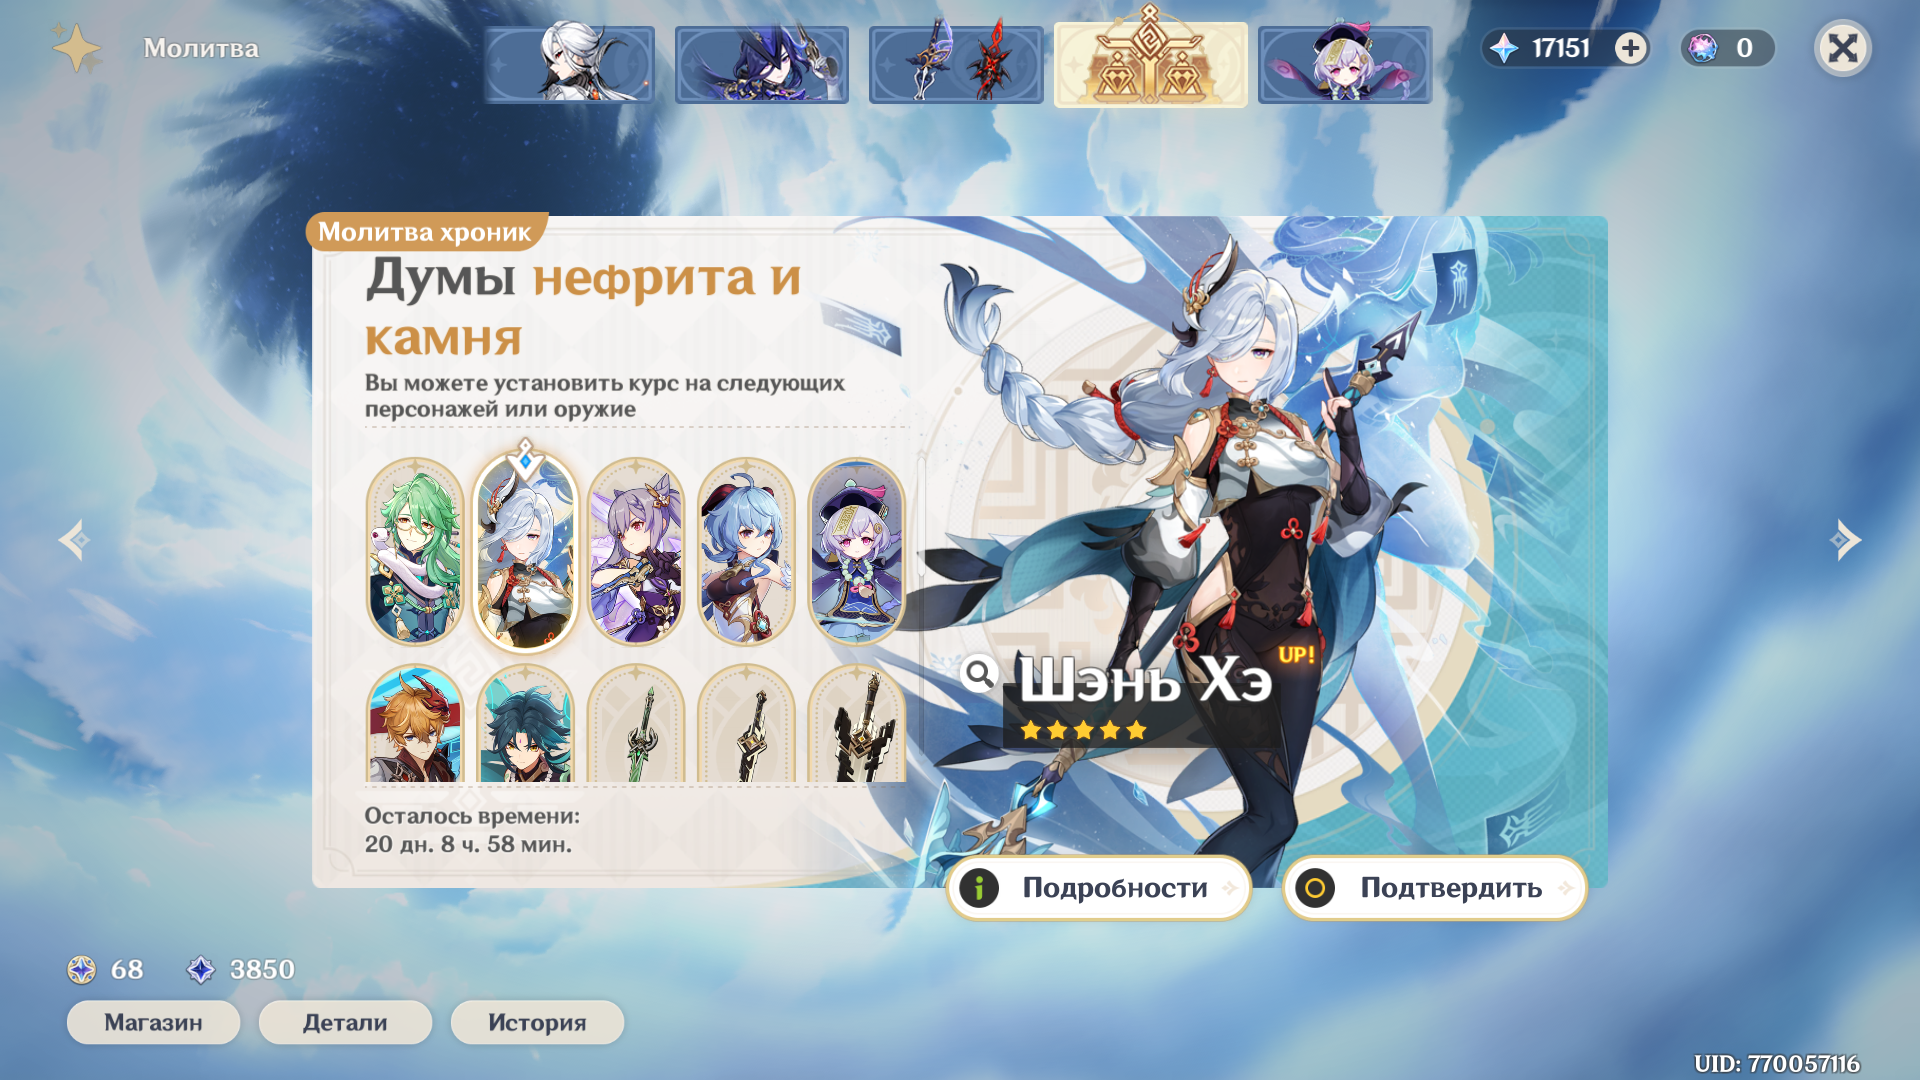 Молитва
17151
0
Молитва хроник
Думы нефрита и
камня
Вы можете установить курс на следующих
персонажей или оружие
UP!
Шэнь Хэ
Осталось времени:
20 дн. 8 ч. 58 мин.
Подробности
Подтвердить
68
3850
Магазин
Детали
История
UID: 770057116